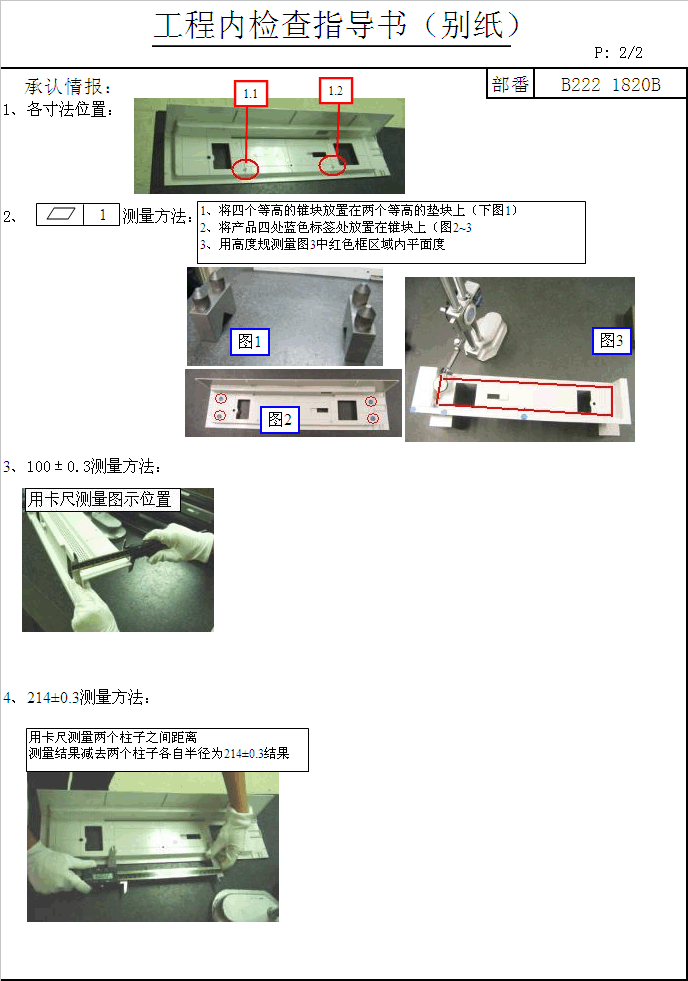 工程内检查指导书（别纸）
P: 2/2
承认情报：
部番 B222 1820B
1、各寸法位置：
1.1
1.2
2、 1 测量方法：
1、将四个等高的锥块放置在两个等高的垫块上（下图1）
2、将产品四处蓝色标签处放置在锥块上（图2~3
3、用高度规测量图3中红色框区域内平面度
图1
图2
图3
3、100±0.3测量方法：
用卡尺测量图示位置
4、214±0.3测量方法：
用卡尺测量两个柱子之间距离
测量结果减去两个柱子各自半径为214±0.3结果